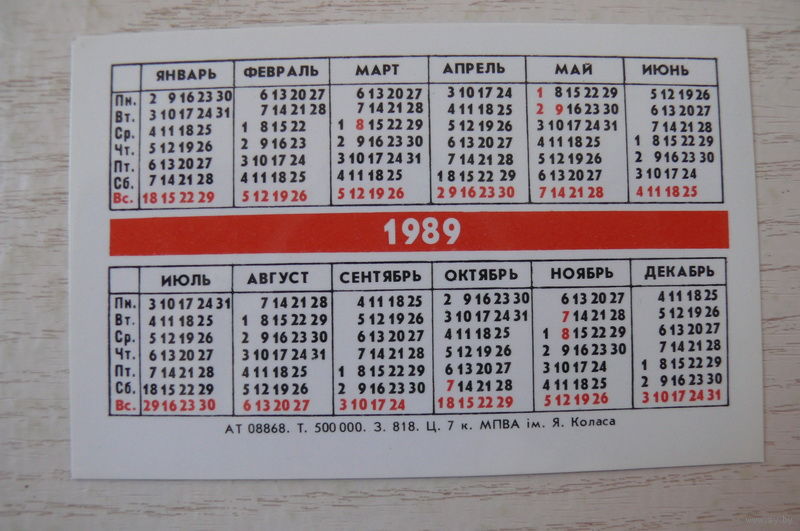 ЯНВАРЬ ФЕВРАЛЬ МАРТ АПРЕЛЬ МАЙ ИЮНЬ
Пн. 2 9 16 23 30 6 13 20 27 6 13 20 27 3 10 17 24 1 8 15 22 29 5 12 19 26
Вт. 3 10 17 24 31 7 14 21 28 7 14 21 28 4 11 18 25 2 9 16 23 30 6 13 20 27
Ср. 4 11 18 25 1 8 15 22 1 8 15 22 29 5 12 19 26 3 10 17 24 31 7 14 21 28
Чт. 5 12 19 26 2 9 16 23 2 9 16 23 30 6 13 20 27 4 11 18 25 1 8 15 22 29
Пт. 6 13 20 27 3 10 17 24 3 10 17 24 31 7 14 21 28 5 12 19 26 2 9 16 23 30
Сб. 7 14 21 28 4 11 18 25 4 11 18 25 1 8 15 22 29 6 13 20 27 3 10 17 24
Вс. 1 8 15 22 29 5 12 19 26 5 12 19 26 2 9 16 23 30 7 14 21 28 4 11 18 25
1989
ИЮЛЬ АВГУСТ СЕНТЯБРЬ ОКТЯБРЬ НОЯБРЬ ДЕКАБРЬ
Пн. 3 10 17 24 31 7 14 21 28 4 11 18 25 2 9 16 23 30 6 13 20 27 4 11 18 25
Вт. 4 11 18 25 1 8 15 22 29 5 12 19 26 3 10 17 24 31 7 14 21 28 5 12 19 26
Ср. 5 12 19 26 2 9 16 23 30 6 13 20 27 4 11 18 25 1 8 15 22 29 6 13 20 27
Чт. 6 13 20 27 3 10 17 24 31 7 14 21 28 5 12 19 26 2 9 16 23 30 7 14 21 28
Пт. 7 14 21 28 4 11 18 25 1 8 15 22 29 6 13 20 27 3 10 17 24 1 8 15 22 29
Сб. 1 8 15 22 29 5 12 19 26 2 9 16 23 30 7 14 21 28 4 11 18 25 2 9 16 23 30
Вс. 2 9 16 23 30 6 13 20 27 3 10 17 24 1 8 15 22 29 5 12 19 26 3 10 17 24 31
АТ 08868. Т. 500 000. З. 818. Ц. 7 к. МПВА ім. Я. Коласа